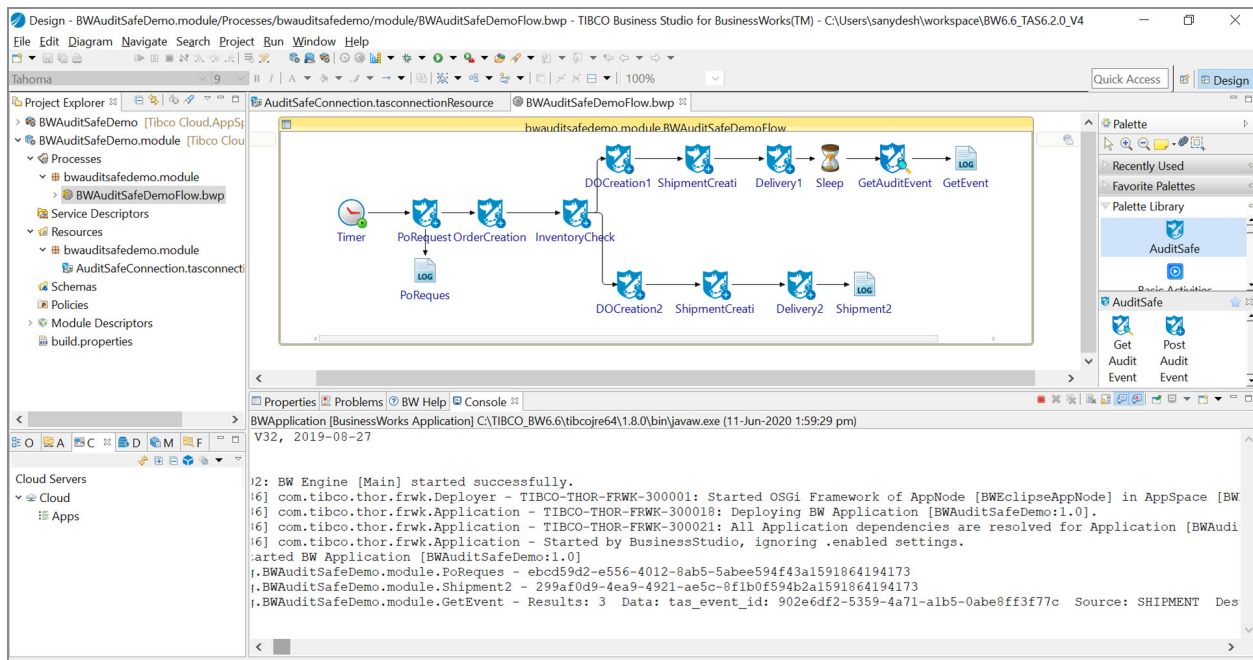 Design - BWAuditSafeDemo.module/Processes/bwauditsafedemo/module/BWAuditSafeDemoFlow.bwp - TIBCO Business Studio for BusinessWorks(TM) - C:\Users\sanydesh\workspace\BW6.6_TAS6.2.0_V4
File Edit Diagram Navigate Search Project Run Window Help
Tahoma 9 B I A 100% Quick Access Design
Project Explorer
BWAuditSafeDemo [Tibco Cloud,AppSp
BWAuditSafeDemo.module [Tibco Clou
Processes
bwauditsafedemo.module
BWAuditSafeDemoFlow.bwp
Service Descriptors
Resources
bwauditsafedemo.module
AuditSafeConnection.tasconnecti
Schemas
Policies
Module Descriptors
build.properties
AuditSafeConnection.tasconnectionResource BWAuditSafeDemoFlow.bwp
bwauditsafedemo.module.BWAuditSafeDemoFlow
DOCreation1 ShipmentCreati Delivery1 Sleep GetAuditEvent LOG GetEvent
Timer PoRequest OrderCreation InventoryCheck
LOG
PoReques
DOCreation2 ShipmentCreati Delivery2 LOG Shipment2
Palette
Recently Used
Favorite Palettes
Palette Library
AuditSafe
Basic Activities
AuditSafe
Get Audit Event
Post Audit Event
O A C D M F
Cloud Servers
Cloud
Apps
Properties Problems BW Help Console
BWApplication [BusinessWorks Application] C:\TIBCO_BW6.6\tibcojre64\1.8.0\bin\javaw.exe (11-Jun-2020 1:59:29 pm)
V32, 2019-08-27
02: BW Engine [Main] started successfully.
36] com.tibco.thor.frwk.Deployer - TIBCO-THOR-FRWK-300001: Started OSGi Framework of AppNode [BWEclipseAppNode] in AppSpace [BW
36] com.tibco.thor.frwk.Application - TIBCO-THOR-FRWK-300018: Deploying BW Application [BWAuditSafeDemo:1.0].
36] com.tibco.thor.frwk.Application - TIBCO-THOR-FRWK-300021: All Application dependencies are resolved for Application [BWAudi
36] com.tibco.thor.frwk.Application - Started by BusinessStudio, ignoring .enabled settings.
tarted BW Application [BWAuditSafeDemo:1.0]
g.BWAuditSafeDemo.module.PoReques - ebcd59d2-e556-4012-8ab5-5abee594f43a1591864194173
g.BWAuditSafeDemo.module.Shipment2 - 299af0d9-4ea9-4921-ae5c-8f1b0f594b2a1591864194173
g.BWAuditSafeDemo.module.GetEvent - Results: 3 Data: tas_event_id: 902e6df2-5359-4a71-a1b5-0abe8ff3f77c Source: SHIPMENT Des